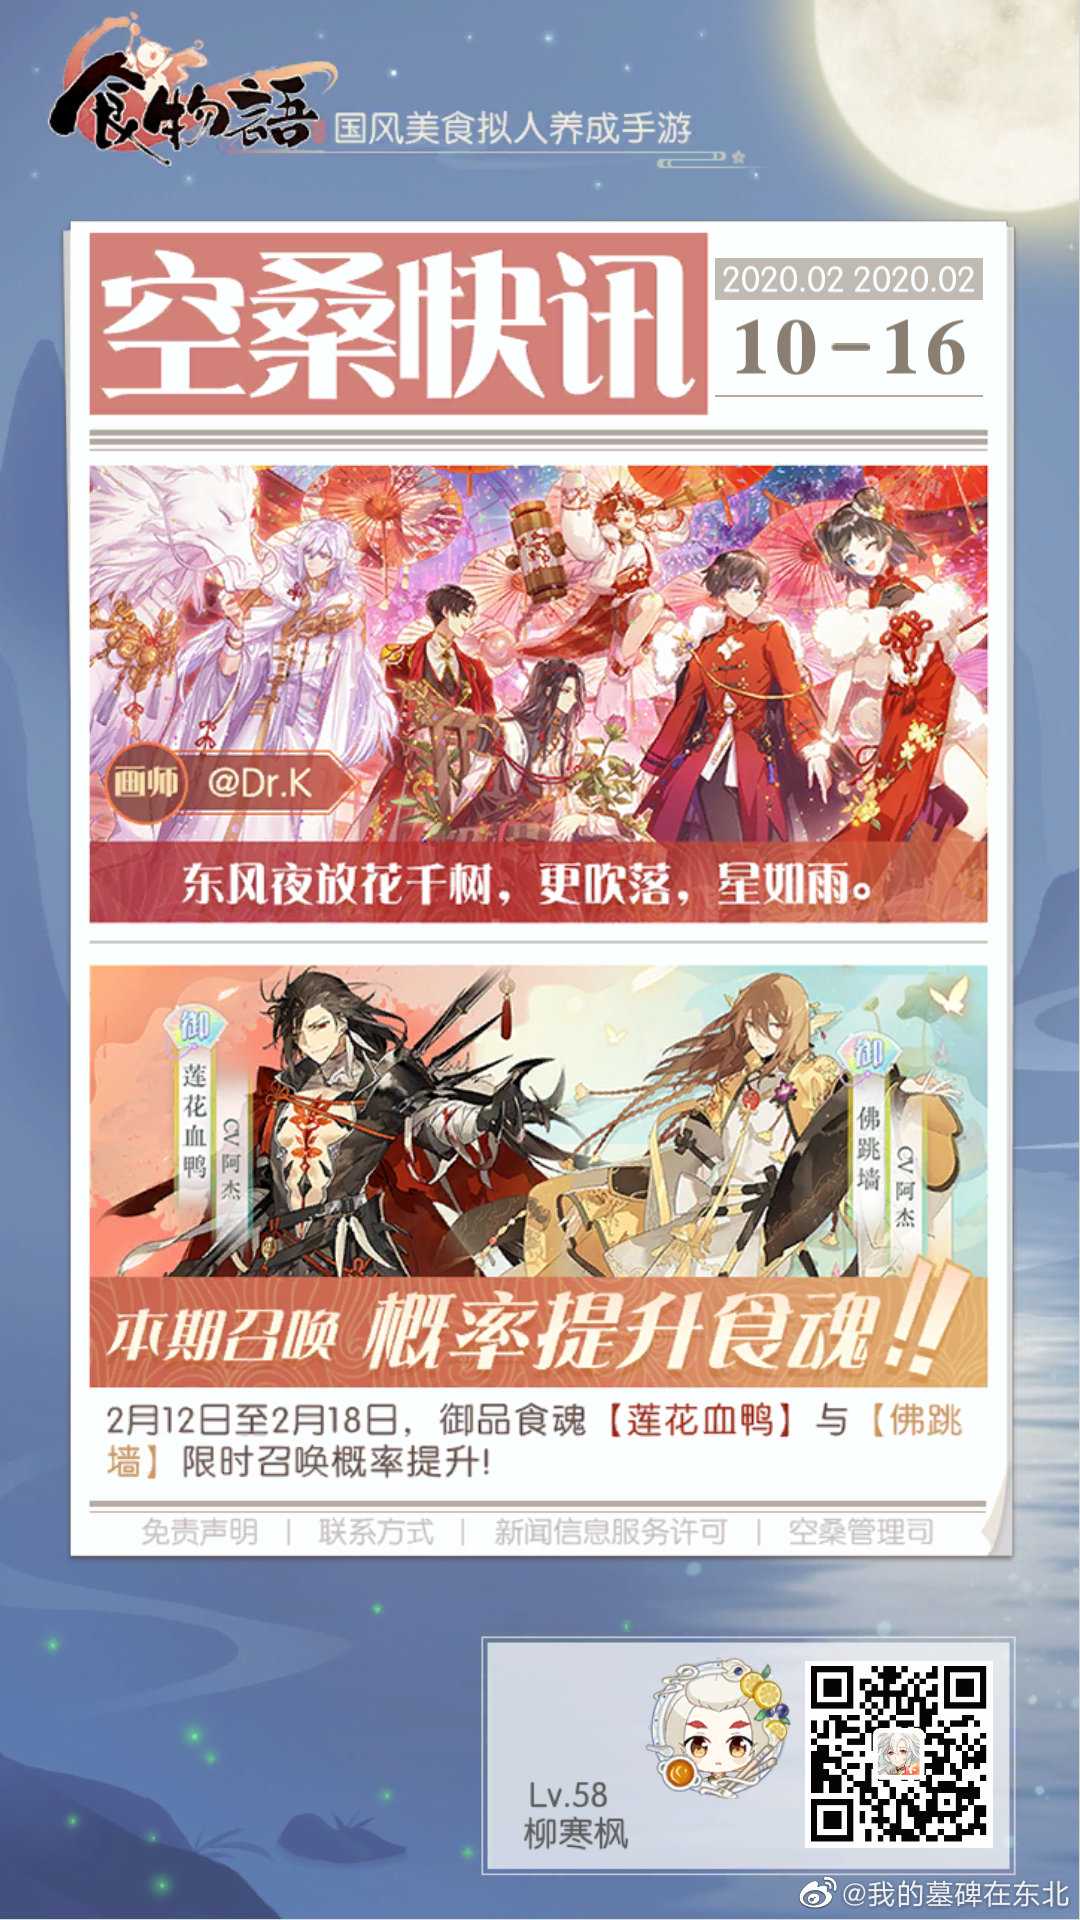 食物語
国风美食拟人养成手游
空桑快讯
2020.02 2020.02
10-16
画师 @Dr.K
东风夜放花千树，更吹落，星如雨。
御
莲花血鸭
CV 阿杰
御
佛跳墙
CV 阿杰
本期召唤 概率提升食魂!!
2月12日至2月18日，御品食魂【莲花血鸭】与【佛跳
墙】限时召唤概率提升!
免责声明 | 联系方式 | 新闻信息服务许可 | 空桑管理司
Lv.58
柳寒枫
@我的墓碑在东北